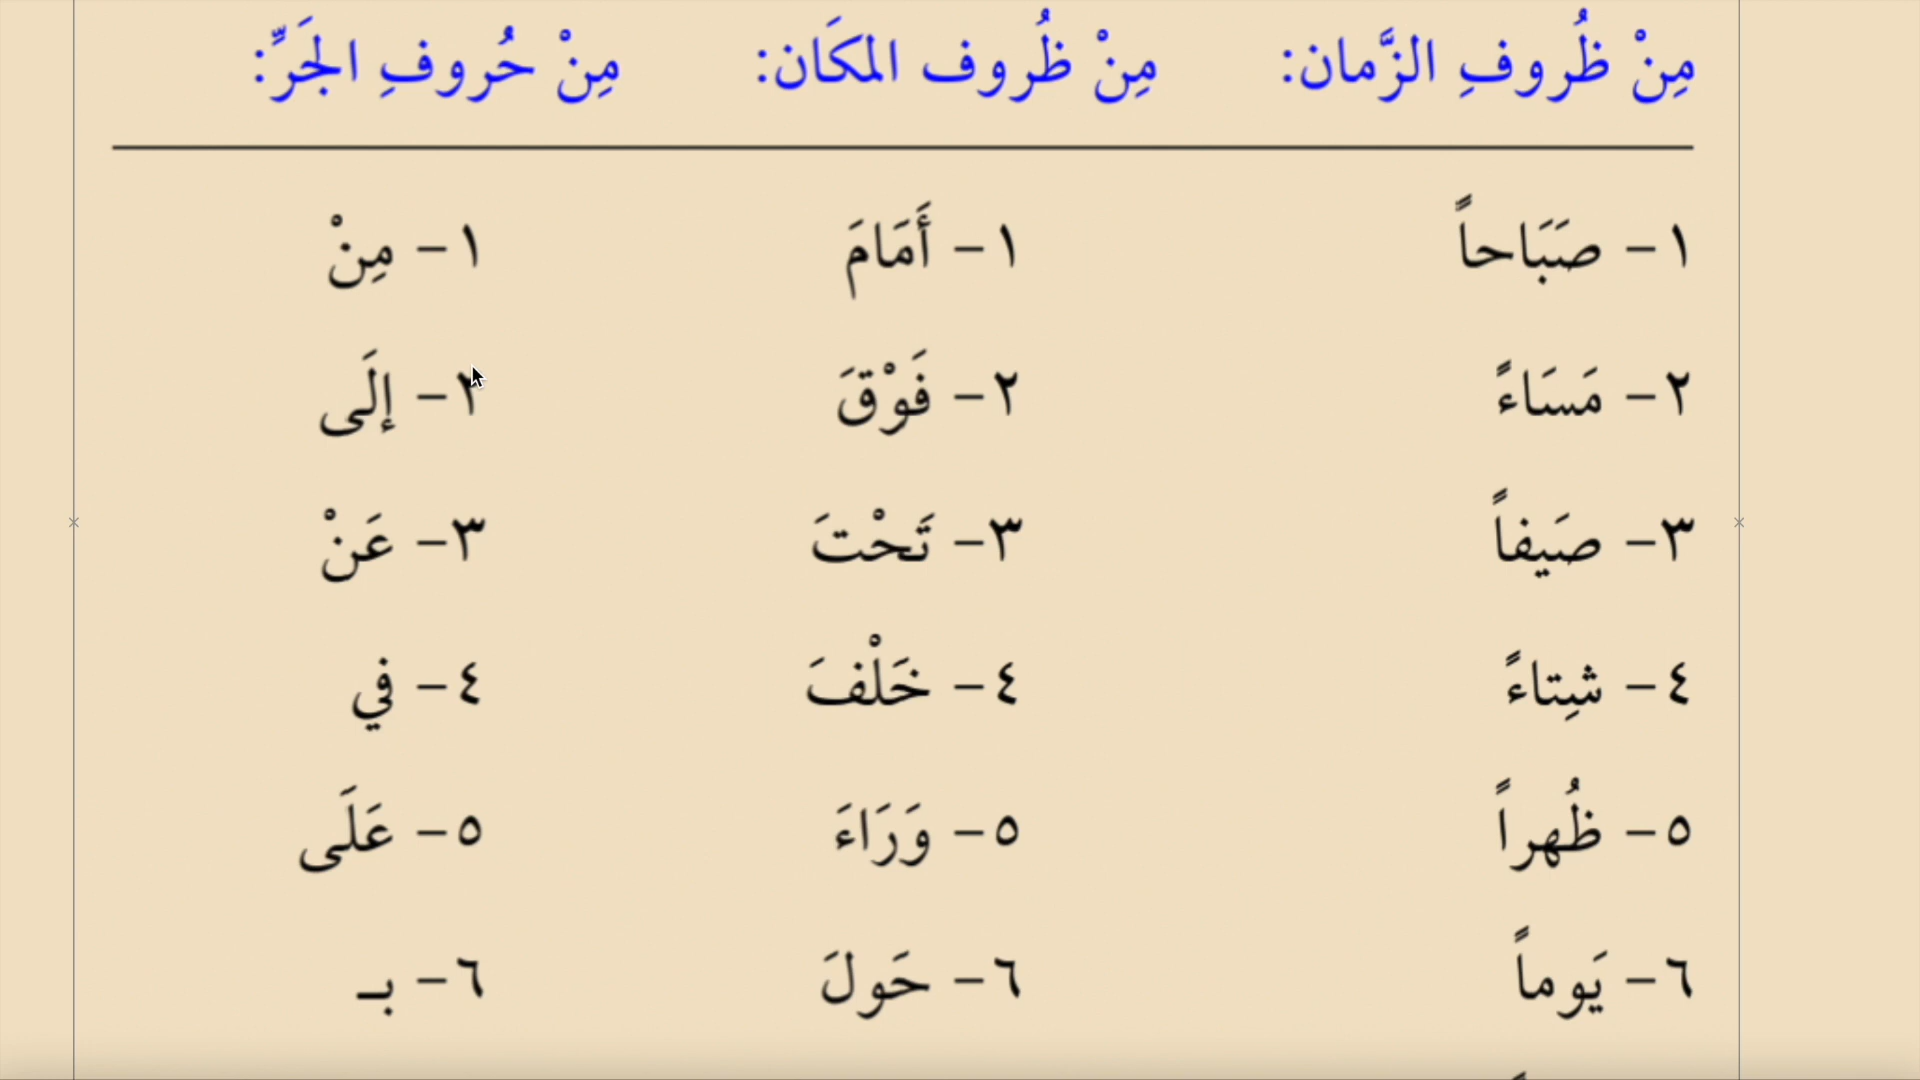 مِنْ ظُروفِ الزَّمان: مِنْ ظُروف المكَان: مِنْ حُروفِ الجَرِّ:
١- صَبَاحاً ١- أَمَامَ ١- مِنْ
٢- مَسَاءً ٢- فَوْقَ ٢- إلَى
٣- صَيفاً ٣- تَحْتَ ٣- عَنْ
٤- شِتاءً ٤- خَلْفَ ٤- في
٥- ظُهراً ٥- وَرَاءَ ٥- عَلَى
٦- يَوماً ٦- حَولَ ٦- بـ